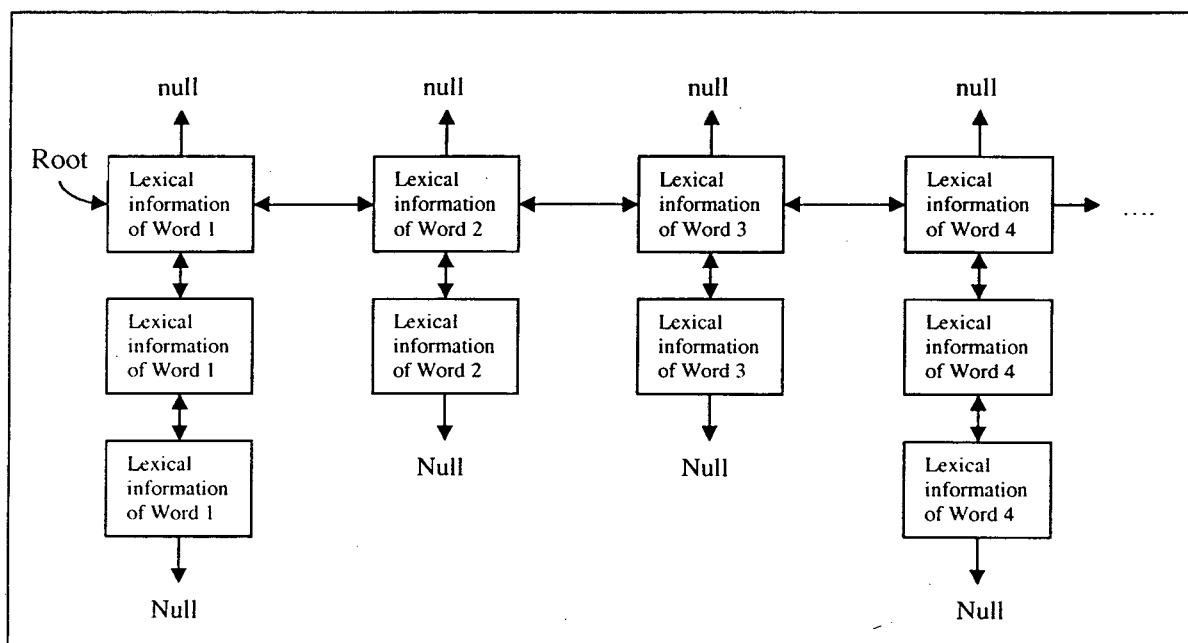 null null null null
Root
Lexical
information
of Word 1
Lexical
information
of Word 2
Lexical
information
of Word 3
Lexical
information
of Word 4
....
Lexical
information
of Word 1
Lexical
information
of Word 2
Lexical
information
of Word 3
Lexical
information
of Word 4
Lexical
information
of Word 1
Null Null
Lexical
information
of Word 4
Null Null